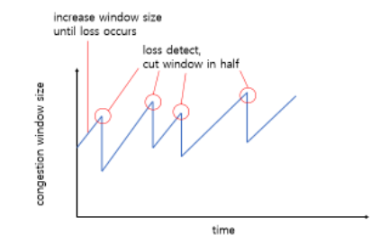 increase window size
until loss occurs
loss detect,
cut window in half
congestion window size
time